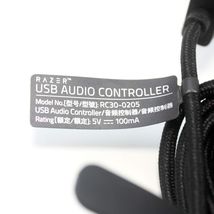 RAZER™
USB AUDIO CONTROLLER
Model No.[型号/型號]: RC30-0205
USB Audio Controller/音频控制器/音頻控制器
Rating[额定/額定]: 5V⎓100mA